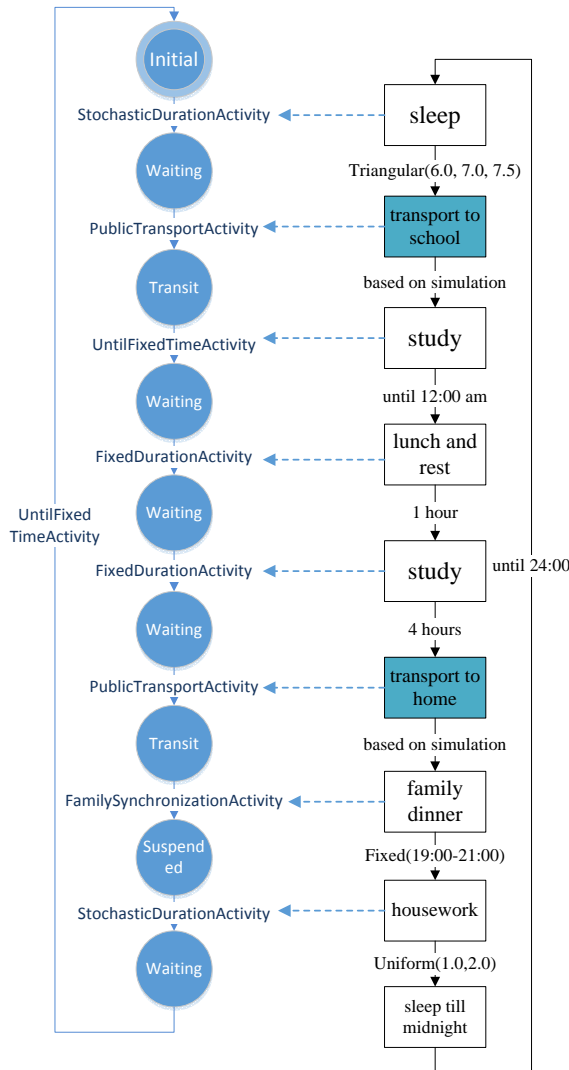 Initial
StochasticDurationActivity
sleep
Waiting
Triangular(6.0, 7.0, 7.5)
PublicTransportActivity
transport to
school
Transit
based on simulation
UntilFixedTimeActivity
study
Waiting
until 12:00 am
FixedDurationActivity
lunch and
rest
Waiting
1 hour
UntilFixed
TimeActivity
FixedDurationActivity
study
until 24:00
Waiting
4 hours
PublicTransportActivity
transport to
home
Transit
based on simulation
FamilySynchronizationActivity
family
dinner
Suspend
ed
Fixed(19:00-21:00)
StochasticDurationActivity
housework
Waiting
Uniform(1.0,2.0)
sleep till
midnight